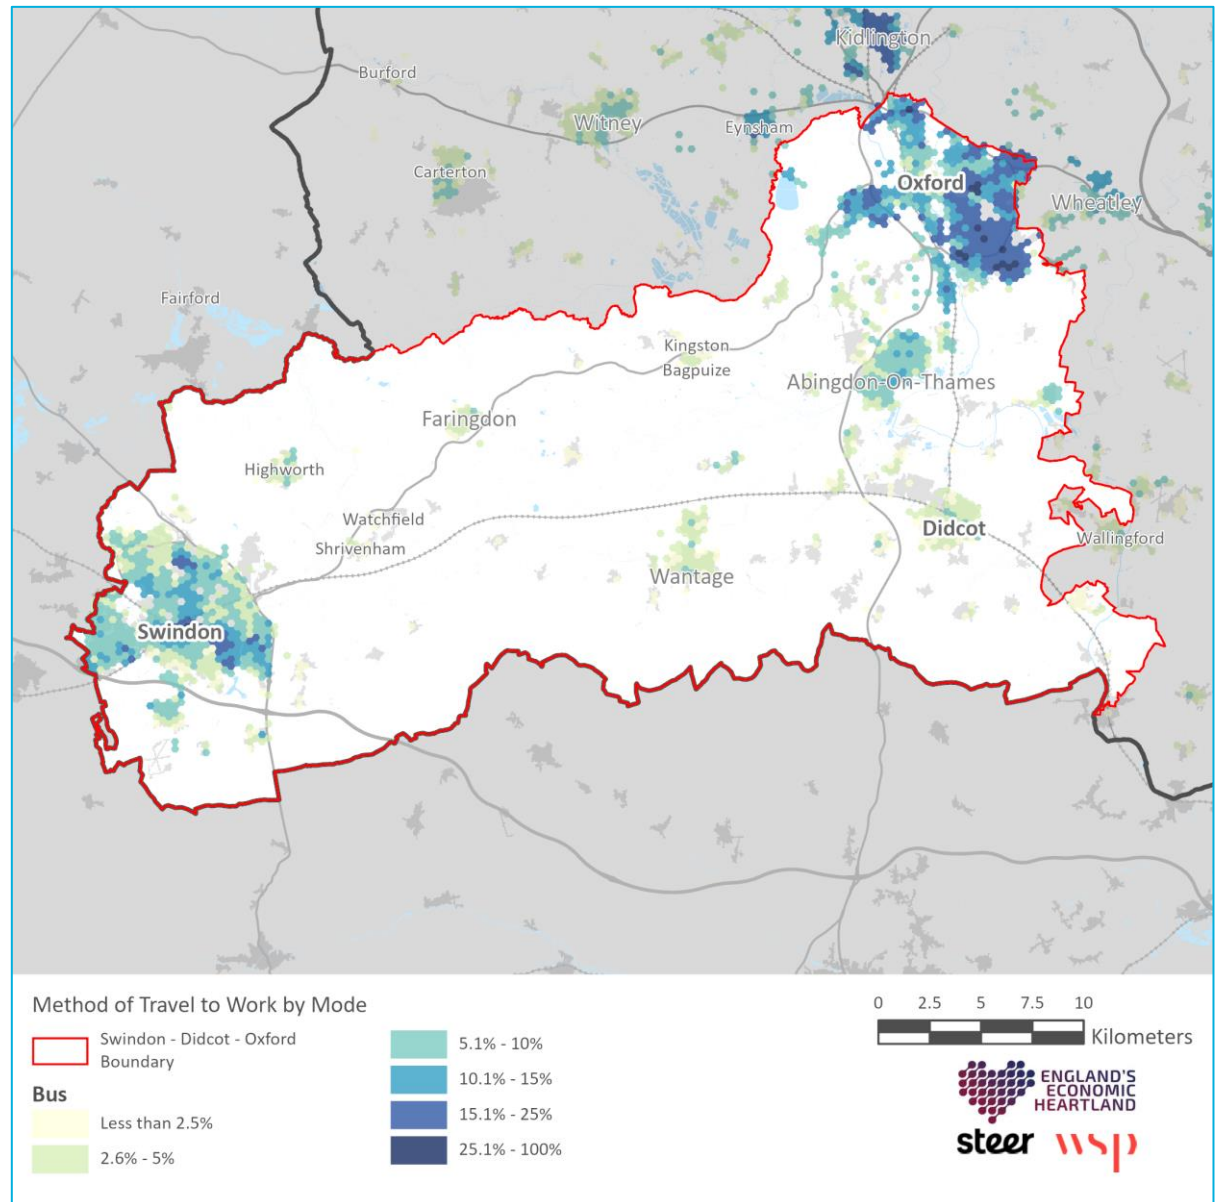 Kidlington
Burford
Witney
Eynsham
Carterton
Oxford
Wheatley
Fairford
Kingston
Bagpuize
Abingdon-On-Thames
Faringdon
Highworth
Watchfield
Shrivenham
Didcot
Wallingford
Wantage
Swindon
Method of Travel to Work by Mode
Swindon - Didcot - Oxford
Boundary
Bus
Less than 2.5%
2.6% - 5%
5.1% - 10%
10.1% - 15%
15.1% - 25%
25.1% - 100%
0 2.5 5 7.5 10
Kilometers
ENGLAND'S
ECONOMIC
HEARTLAND
steer wsp